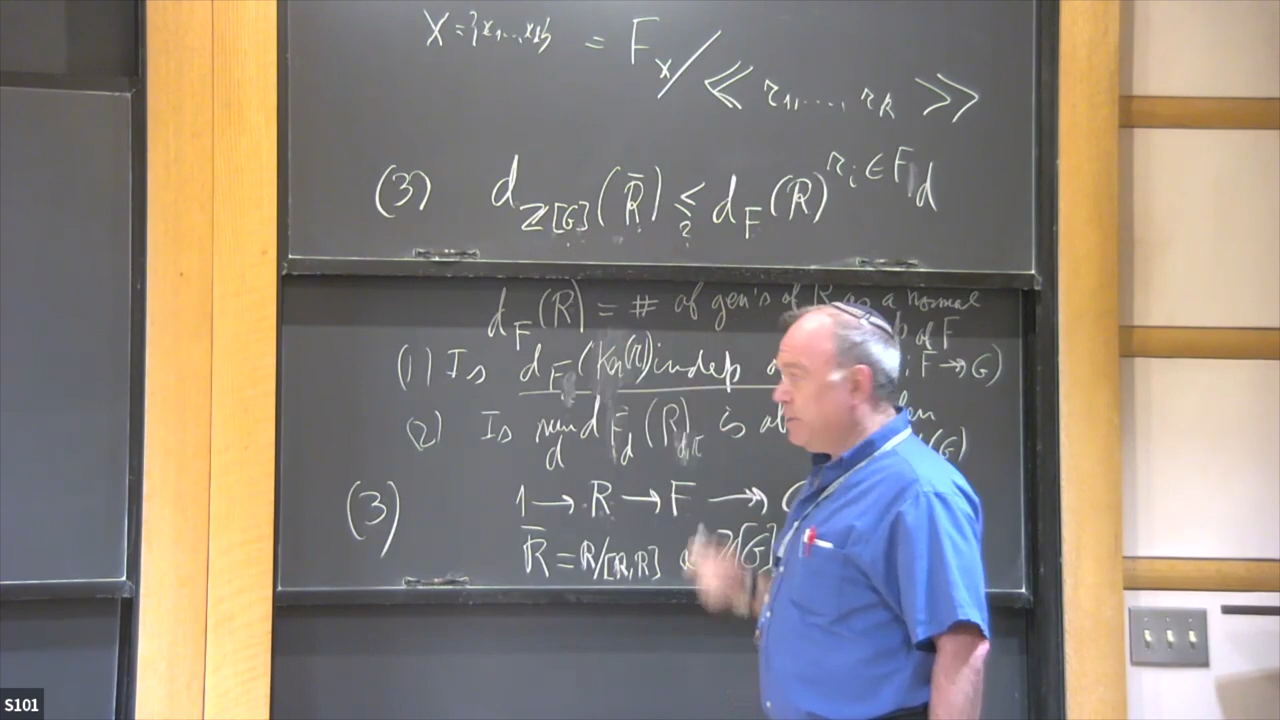 X = {x₁,...,x_d} = F_X / << r₁,...., r_k >>
r_i ∈ F_d
(3) d_{Z[G]}(R̄) ≤? d_F(R)
d_F(R) = # of gen's of R as a normal
of F
(1) Is d_F(Ker(π)) indep : F ↠ G)
(2) Is min_d d_{F_d}(R) is
(G)
(3) 1 → R → F ↠
R̄ = R/[R,R] Z[G]
S101